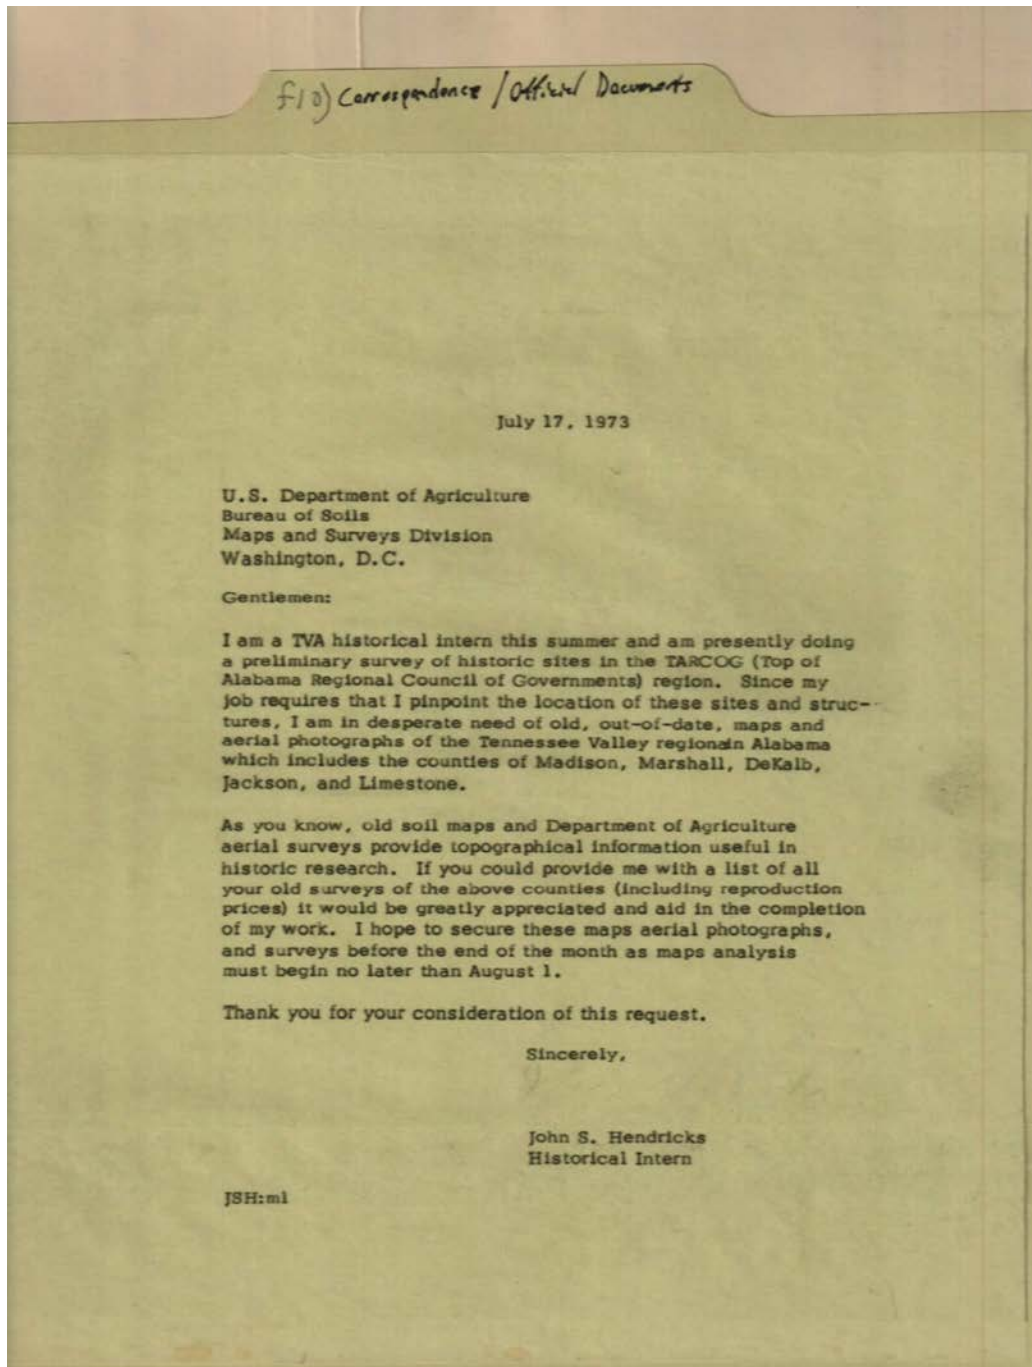 f10) Correspondence / Official Documents
July 17, 1973
U.S. Department of Agriculture
Bureau of Soils
Maps and Surveys Division
Washington, D.C.
Gentlemen:
I am a TVA historical intern this summer and am presently doing
a preliminary survey of historic sites in the TARCOG (Top of
Alabama Regional Council of Governments) region. Since my
job requires that I pinpoint the location of these sites and struc-
tures, I am in desperate need of old, out-of-date, maps and
aerial photographs of the Tennessee Valley regionin Alabama
which includes the counties of Madison, Marshall, DeKalb,
Jackson, and Limestone.
As you know, old soil maps and Department of Agriculture
aerial surveys provide topographical information useful in
historic research. If you could provide me with a list of all
your old surveys of the above counties (including reproduction
prices) it would be greatly appreciated and aid in the completion
of my work. I hope to secure these maps aerial photographs,
and surveys before the end of the month as maps analysis
must begin no later than August 1.
Thank you for your consideration of this request.
Sincerely,
John S. Hendricks
Historical Intern
JSH:ml